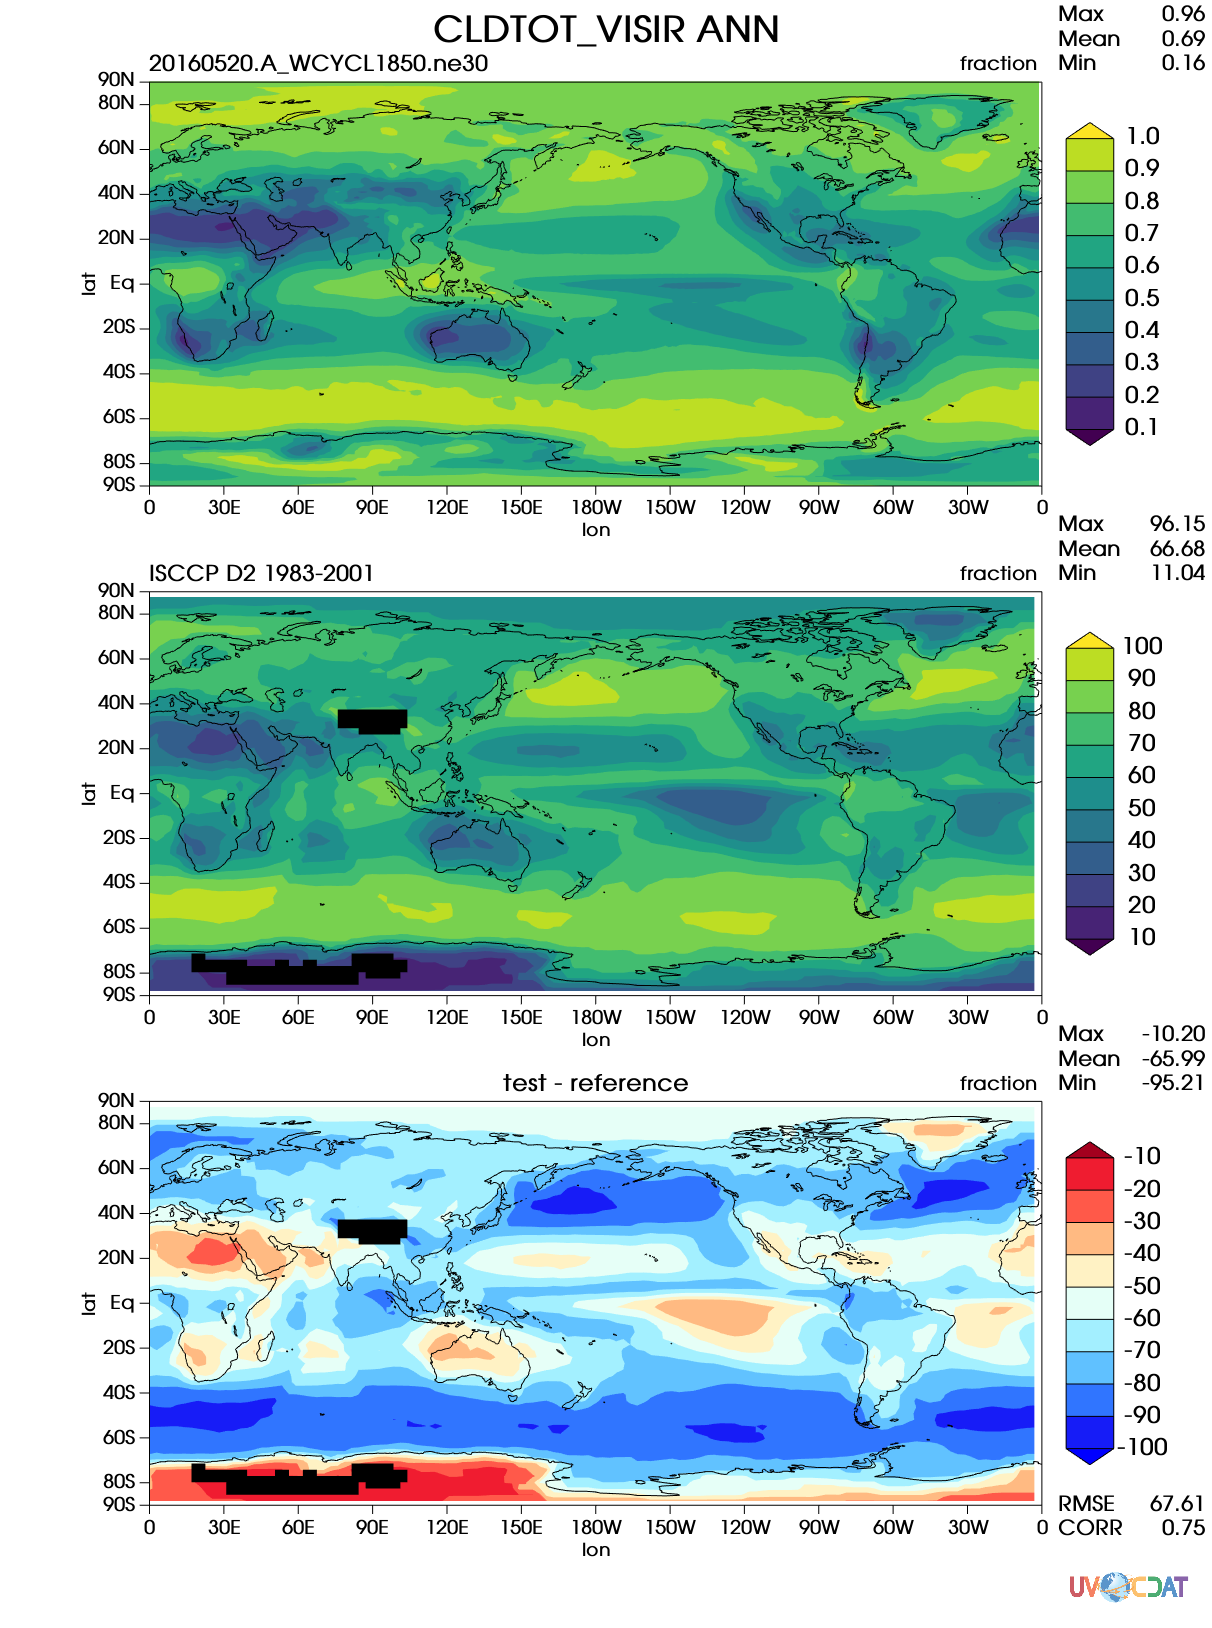 CLDTOT_VISIR ANN
20160520.A_WCYCL1850.ne30
fraction
Max 0.96
Mean 0.69
Min 0.16
90N
80N
60N
40N
20N
Eq
20S
40S
60S
80S
90S
lat
0 30E 60E 90E 120E 150E 180W 150W 120W 90W 60W 30W 0
lon
1.0
0.9
0.8
0.7
0.6
0.5
0.4
0.3
0.2
0.1
ISCCP D2 1983-2001
fraction
Max 96.15
Mean 66.68
Min 11.04
90N
80N
60N
40N
20N
Eq
20S
40S
60S
80S
90S
lat
0 30E 60E 90E 120E 150E 180W 150W 120W 90W 60W 30W 0
lon
100
90
80
70
60
50
40
30
20
10
test - reference
fraction
Max -10.20
Mean -65.99
Min -95.21
90N
80N
60N
40N
20N
Eq
20S
40S
60S
80S
90S
lat
0 30E 60E 90E 120E 150E 180W 150W 120W 90W 60W 30W 0
lon
-10
-20
-30
-40
-50
-60
-70
-80
-90
-100
RMSE 67.61
CORR 0.75
UV CDAT